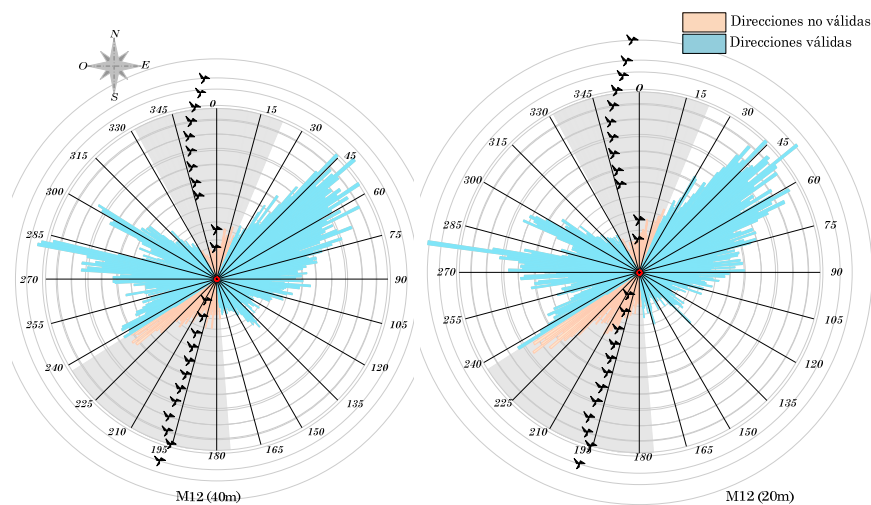 Direcciones no válidas
Direcciones válidas
N
O E
S
345 0 15
330 30
315 45
300 60
285 75
270 90
255 105
240 120
225 135
210 150
195 180 165
M12 (40m)
345 0 15
330 30
315 45
300 60
285 75
270 90
255 105
240 120
225 135
210 150
195 180 165
M12 (20m)